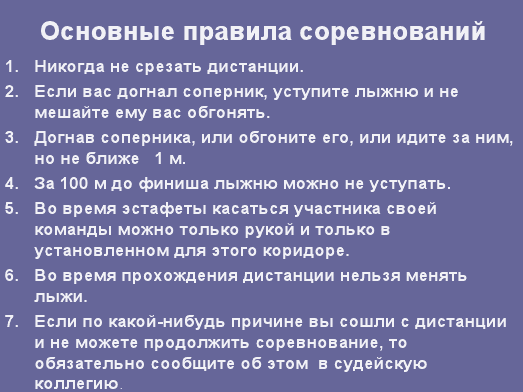 Основные правила соревнований
1. Никогда не срезать дистанции.
2. Если вас догнал соперник, уступите лыжню и не
мешайте ему вас обгонять.
3. Догнав соперника, или обгоните его, или идите за ним,
но не ближе 1 м.
4. За 100 м до финиша лыжню можно не уступать.
5. Во время эстафеты касаться участника своей
команды можно только рукой и только в
установленном для этого коридоре.
6. Во время прохождения дистанции нельзя менять
лыжи.
7. Если по какой-нибудь причине вы сошли с дистанции
и не можете продолжить соревнование, то
обязательно сообщите об этом в судейскую
коллегию.